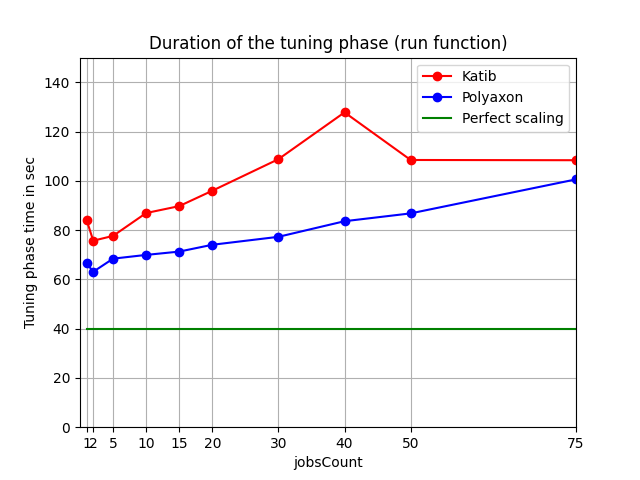 Duration of the tuning phase (run function)
Katib
Polyaxon
Perfect scaling
Tuning phase time in sec
140
120
100
80
60
40
20
0
1 2 5 10 15 20 30 40 50 75
jobsCount